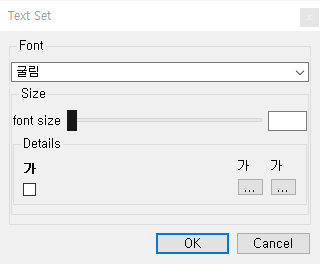 Text Set
x
Font
굴림
Size
font size
Details
가 가 가
... ...
OK Cancel